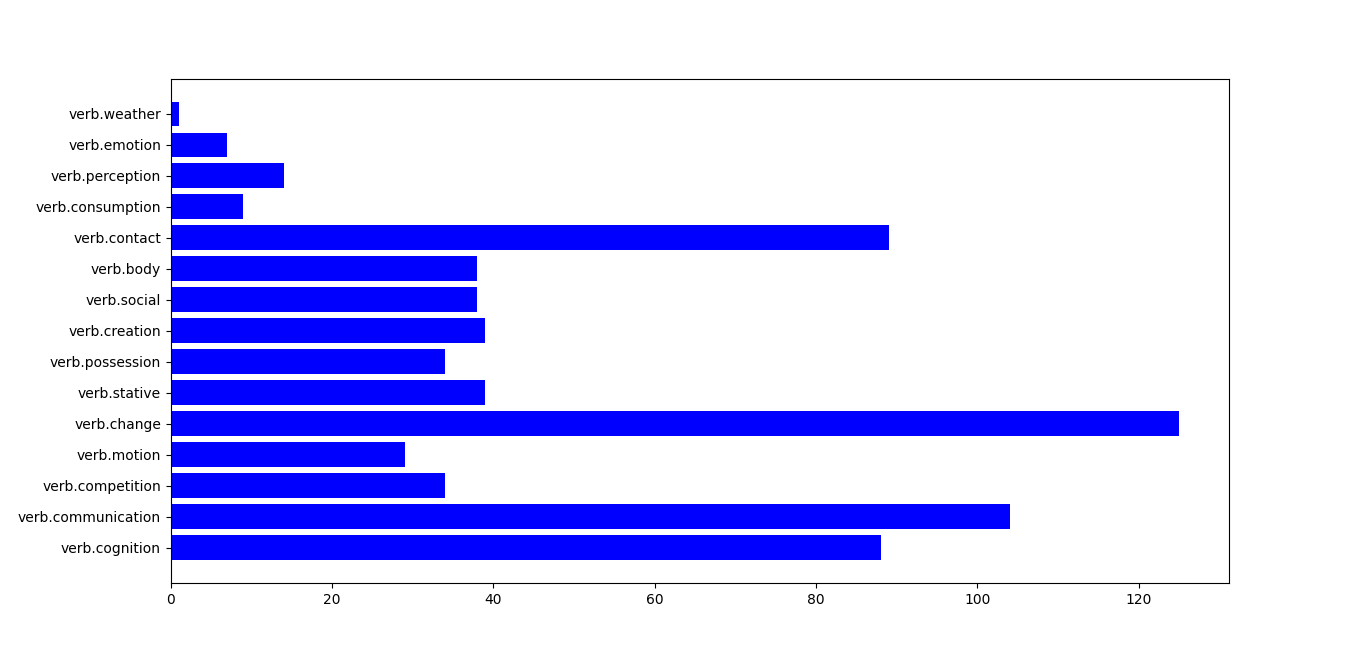 verb.weather
verb.emotion
verb.perception
verb.consumption
verb.contact
verb.body
verb.social
verb.creation
verb.possession
verb.stative
verb.change
verb.motion
verb.competition
verb.communication
verb.cognition
0 20 40 60 80 100 120